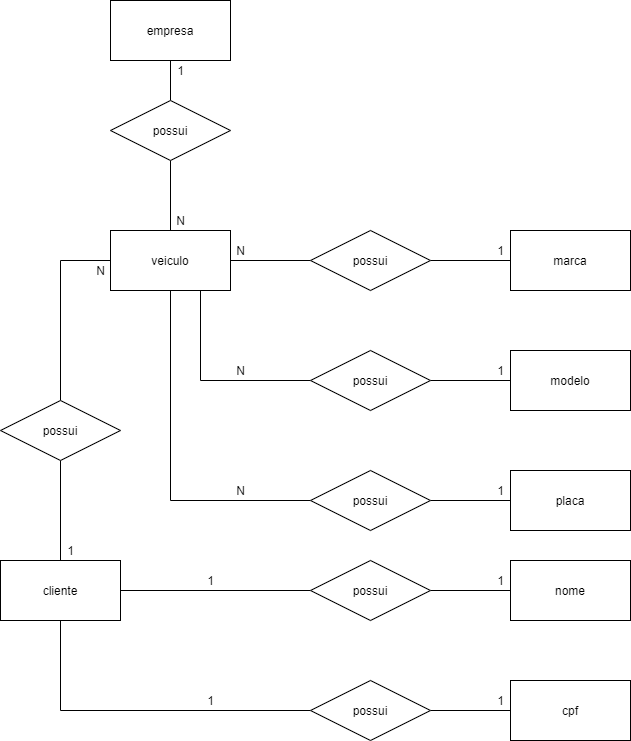 empresa
1
possui
N
veiculo
N
possui
1
marca
N
N
possui
1
modelo
possui
N
possui
1
placa
1
cliente
1
possui
1
nome
1
possui
1
cpf